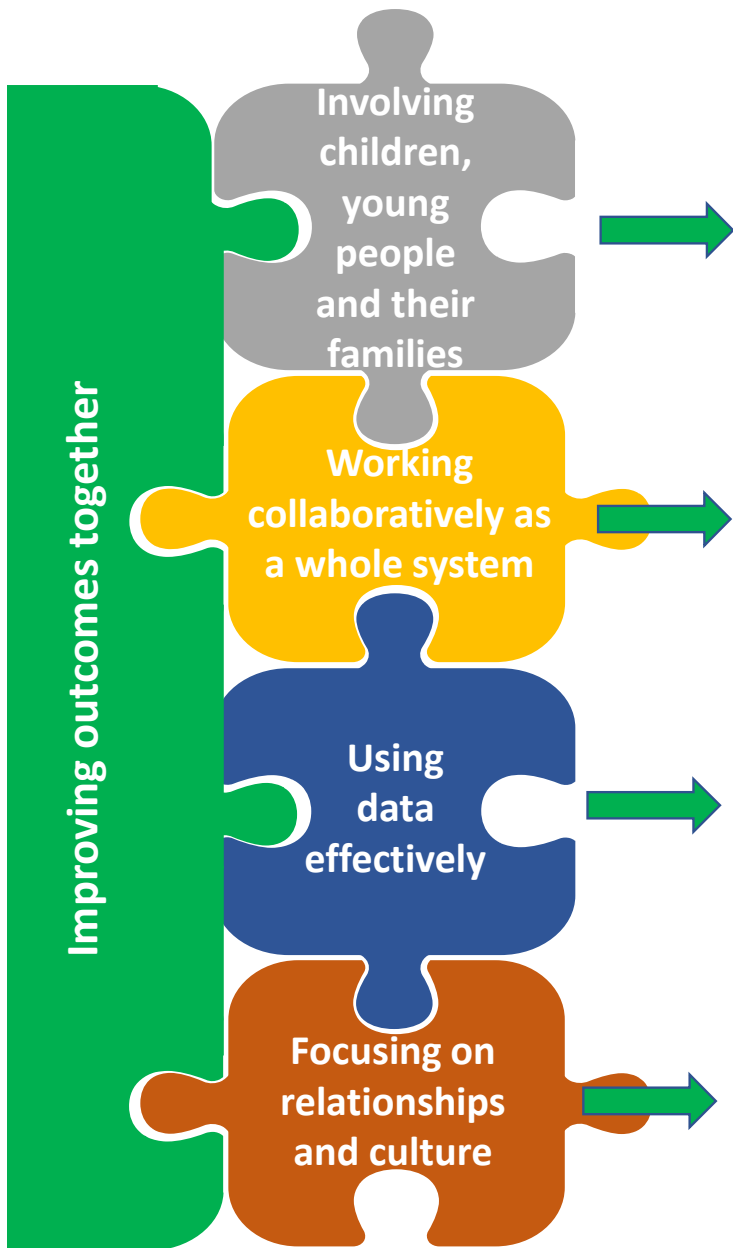 Improving outcomes together
Involving
children,
young
people
and their
families
Working
collaboratively as
a whole system
Using
data
effectively
Focusing on
relationships
and culture